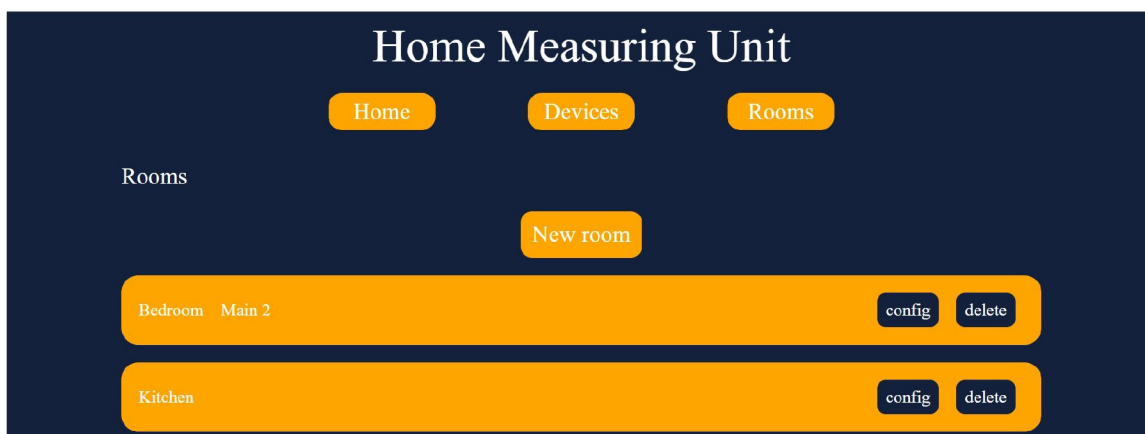 Home Measuring Unit
Home Devices Rooms
Rooms
New room
Bedroom Main 2 config delete
Kitchen config delete